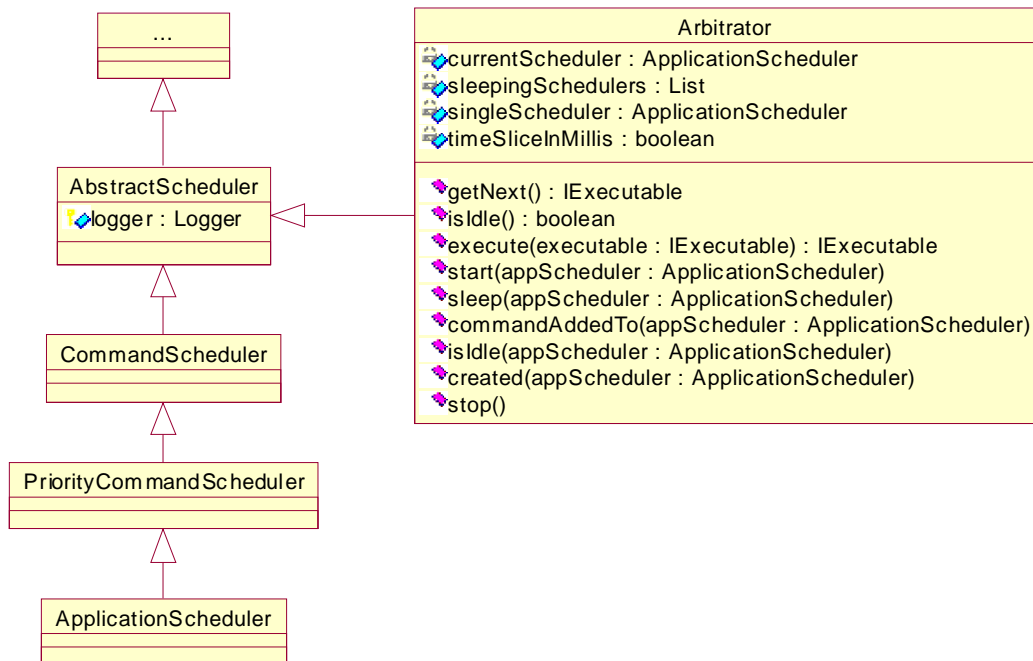 ...
AbstractScheduler
logger : Logger
CommandScheduler
PriorityCommandScheduler
ApplicationScheduler
Arbitrator
currentScheduler : ApplicationScheduler
sleepingSchedulers : List
singleScheduler : ApplicationScheduler
timeSliceInMillis : boolean
getNext() : IExecutable
isIdle() : boolean
execute(executable : IExecutable) : IExecutable
start(appScheduler : ApplicationScheduler)
sleep(appScheduler : ApplicationScheduler)
commandAddedTo(appScheduler : ApplicationScheduler)
isIdle(appScheduler : ApplicationScheduler)
created(appScheduler : ApplicationScheduler)
stop()